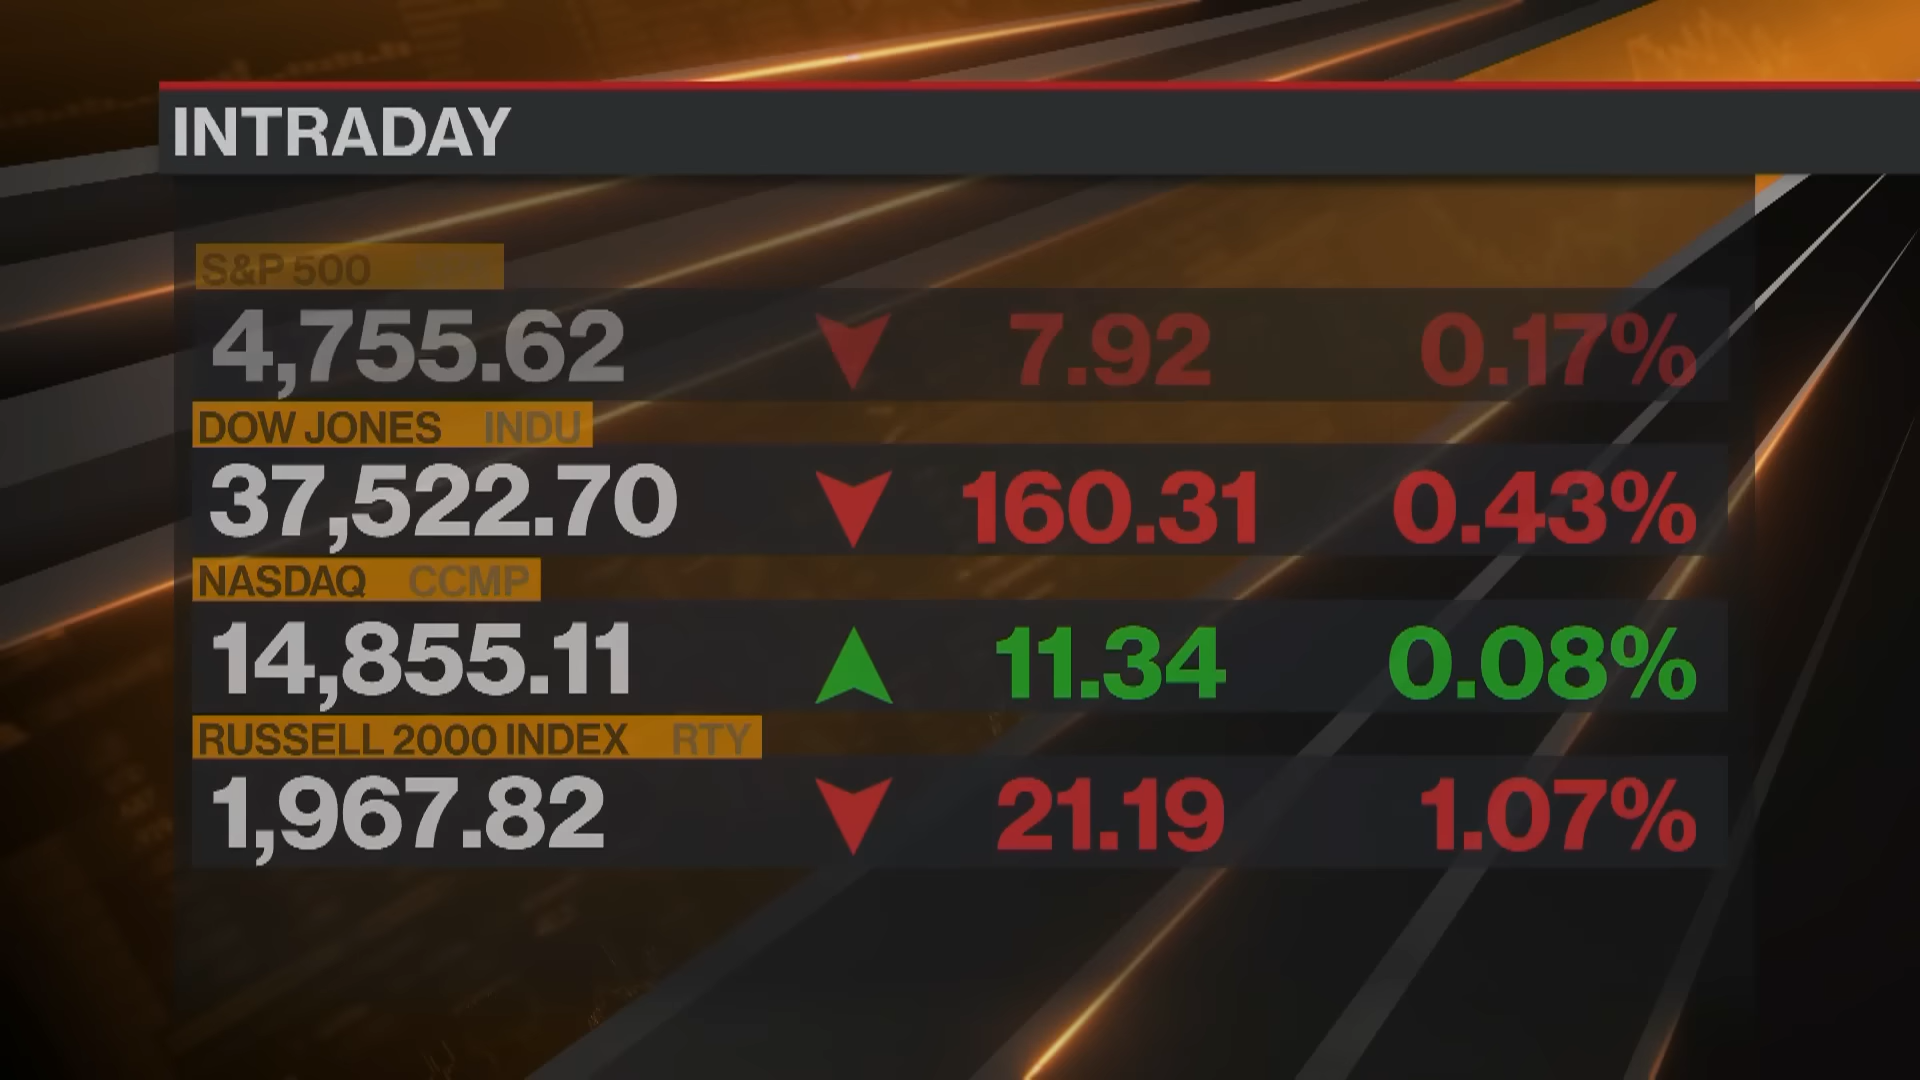 INTRADAY
S&P 500
4,755.62 7.92 0.17%
DOW JONES INDU
37,522.70 160.31 0.43%
NASDAQ CCMP
14,855.11 11.34 0.08%
RUSSELL 2000 INDEX RTY
1,967.82 21.19 1.07%